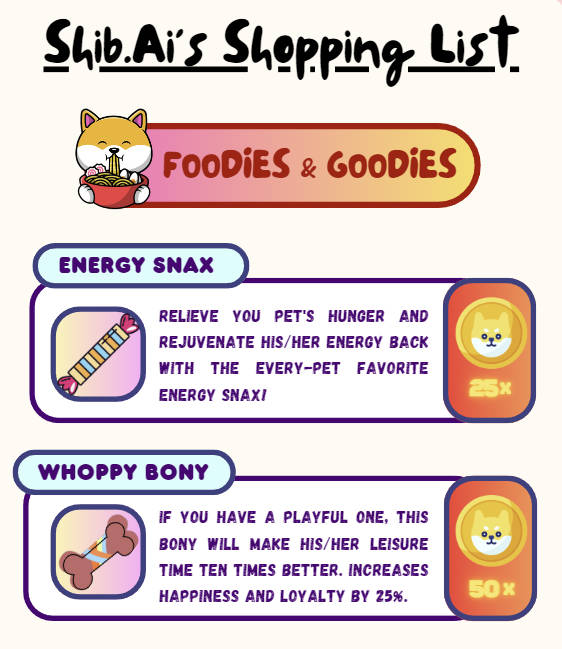 Shib.Ai's Shopping List
FOODIES & GOODIES
ENERGY SNAX
RELIEVE YOU PET'S HUNGER AND
REJUVENATE HIS/HER ENERGY BACK
WITH THE EVERY-PET FAVORITE
ENERGY SNAX!
25x
WHOPPY BONY
IF YOU HAVE A PLAYFUL ONE, THIS
BONY WILL MAKE HIS/HER LEISURE
TIME TEN TIMES BETTER. INCREASES
HAPPINESS AND LOYALTY BY 25%.
50x